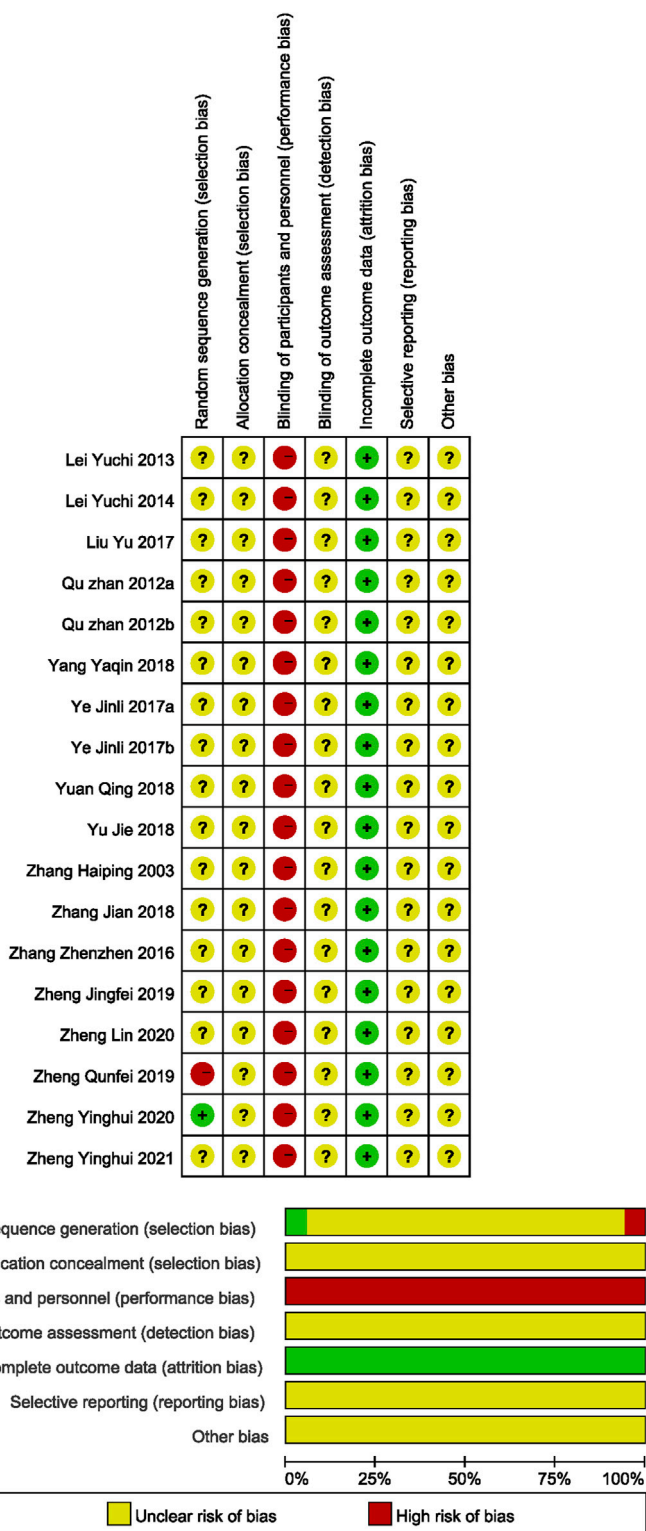 Random sequence generation (selection bias)
Allocation concealment (selection bias)
Blinding of participants and personnel (performance bias)
Blinding of outcome assessment (detection bias)
Incomplete outcome data (attrition bias)
Selective reporting (reporting bias)
Other bias
Lei Yuchi 2013 ? ? - ? + ? ?
Lei Yuchi 2014 ? ? - ? + ? ?
Liu Yu 2017 ? ? - ? + ? ?
Qu zhan 2012a ? ? - ? + ? ?
Qu zhan 2012b ? ? - ? + ? ?
Yang Yaqin 2018 ? ? - ? + ? ?
Ye Jinli 2017a ? ? - ? + ? ?
Ye Jinli 2017b ? ? - ? + ? ?
Yuan Qing 2018 ? ? - ? + ? ?
Yu Jie 2018 ? ? - ? + ? ?
Zhang Haiping 2003 ? ? - ? + ? ?
Zhang Jian 2018 ? ? - ? + ? ?
Zhang Zhenzhen 2016 ? ? - ? + ? ?
Zheng Jingfei 2019 ? ? - ? + ? ?
Zheng Lin 2020 ? ? - ? + ? ?
Zheng Qunfei 2019 - ? - ? + ? ?
Zheng Yinghui 2020 + ? - ? + ? ?
Zheng Yinghui 2021 ? ? - ? + ? ?
equence generation (selection bias)
cation concealment (selection bias)
and personnel (performance bias)
tcome assessment (detection bias)
mplete outcome data (attrition bias)
Selective reporting (reporting bias)
Other bias
0% 25% 50% 75% 100%
Unclear risk of bias High risk of bias